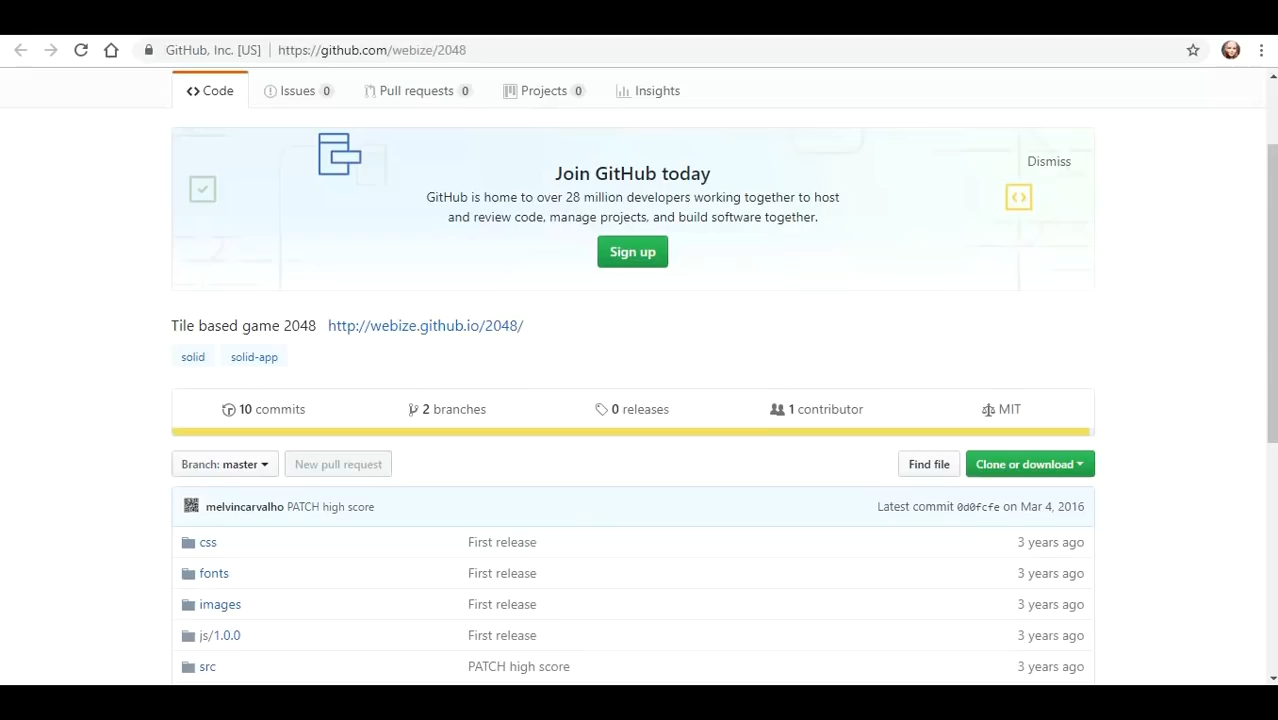 GitHub, Inc. [US] https://github.com/webize/2048
Code Issues 0 Pull requests 0 Projects 0 Insights
Join GitHub today
Dismiss
GitHub is home to over 28 million developers working together to host
and review code, manage projects, and build software together.
Sign up
Tile based game 2048 http://webize.github.io/2048/
solid solid-app
10 commits 2 branches 0 releases 1 contributor MIT
Branch: master New pull request Find file Clone or download
melvincarvalho PATCH high score Latest commit 0d0fcfe on Mar 4, 2016
css First release 3 years ago
fonts First release 3 years ago
images First release 3 years ago
js/1.0.0 First release 3 years ago
src PATCH high score 3 years ago